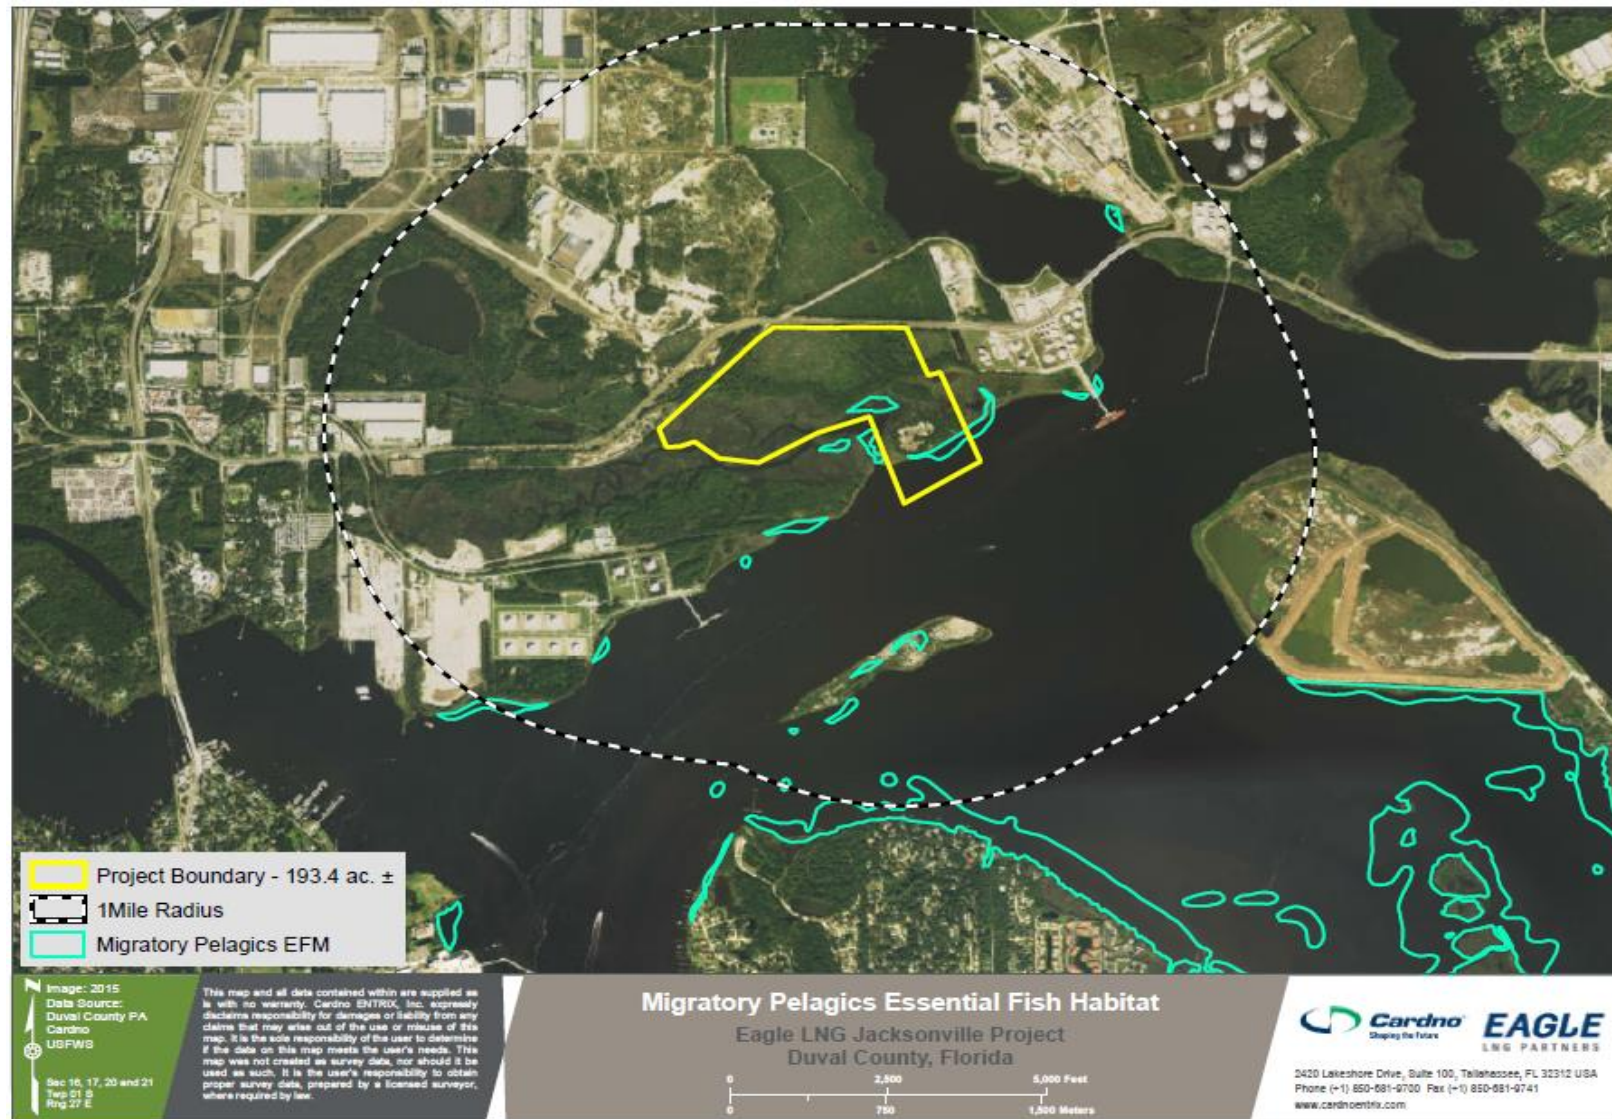 Project Boundary - 193.4 ac. ±
1Mile Radius
Migratory Pelagics EFM
Image: 2015
Data Source:
Duval County PA
Cardno
USFWS
Sec 16, 17, 20 and 21
Twp 01 S
Rng 27 E
This map and all data contained within are supplied as
is with no warranty. Cardno ENTRIX, Inc. expressly
disclaims responsibility for damages or liability from any
claims that may arise out of the use or misuse of this
map. It is the sole responsibility of the user to determine
if the data on this map meets the user's needs. This
map was not created as survey data, nor should it be
used as such. It is the user's responsibility to obtain
proper survey data, prepared by a licensed surveyor,
where required by law.
Migratory Pelagics Essential Fish Habitat
Eagle LNG Jacksonville Project
Duval County, Florida
0 2,500 5,000 Feet
0 750 1,500 Meters
Cardno
Shaping the Future
EAGLE
LNG PARTNERS
2420 Lakeshore Drive, Suite 100, Tallahassee, FL 32312 USA
Phone (+1) 850-681-9700 Fax (+1) 850-681-9741
www.cardnoentrix.com